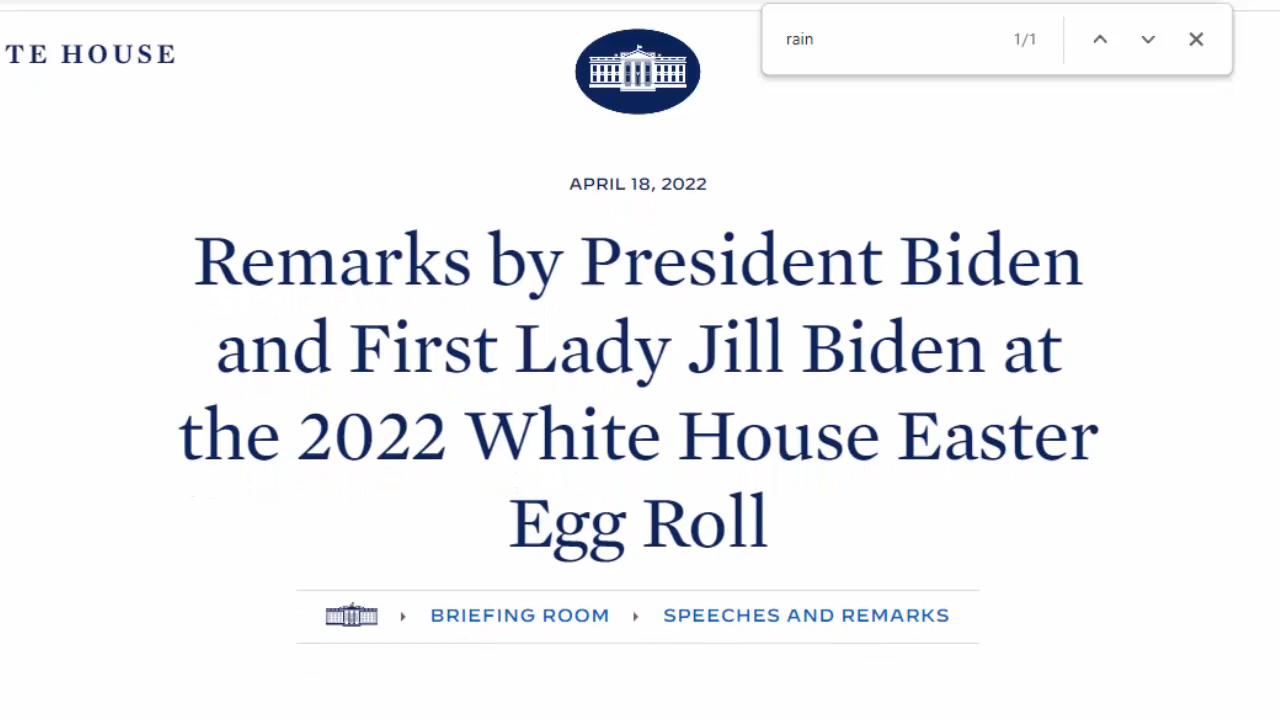 TE HOUSE
rain 1/1
APRIL 18, 2022
Remarks by President Biden
and First Lady Jill Biden at
the 2022 White House Easter
Egg Roll
BRIEFING ROOM SPEECHES AND REMARKS